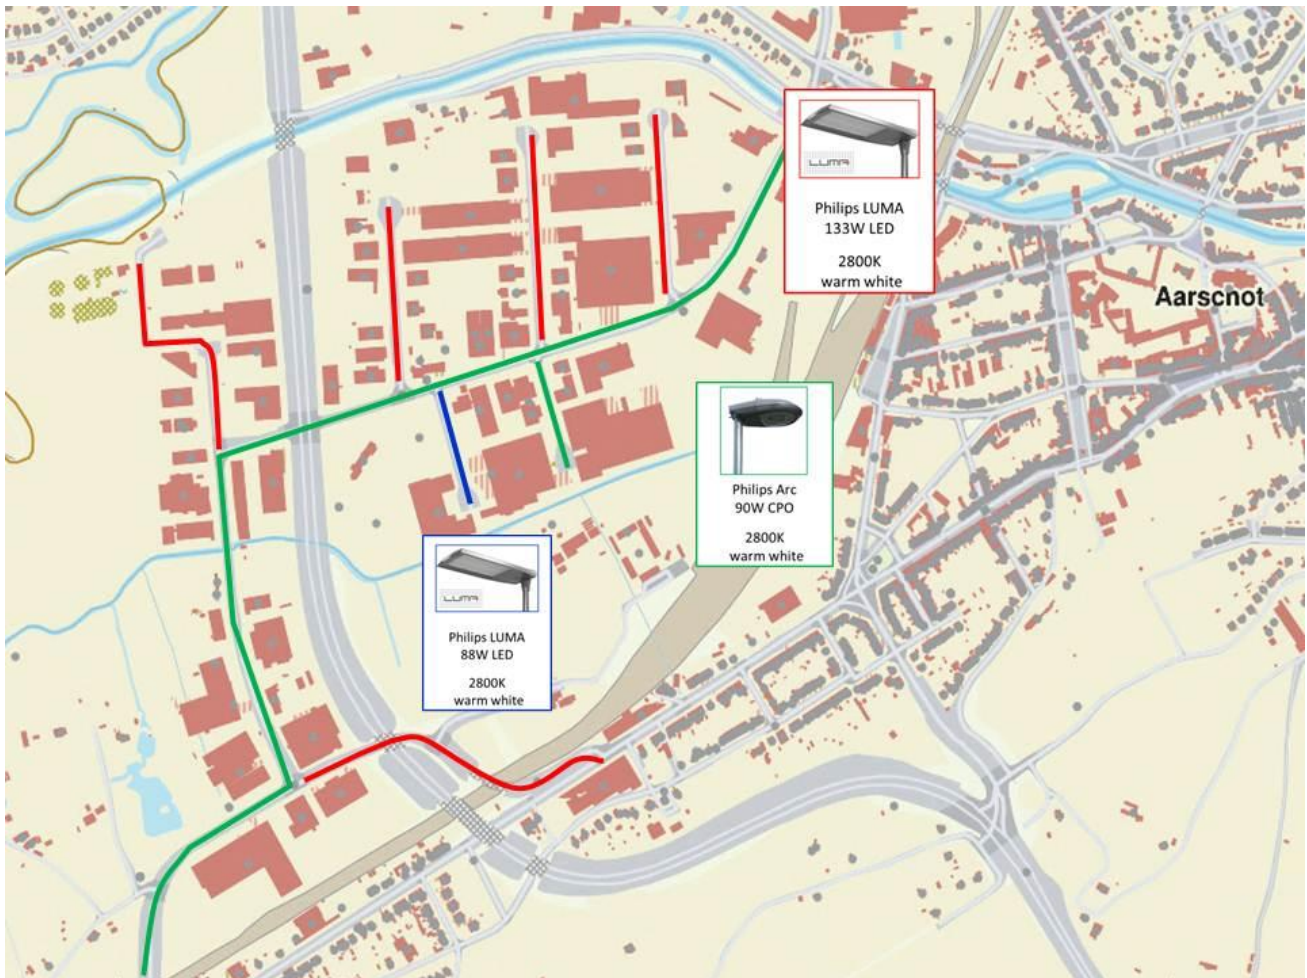 LUMA
Philips LUMA
133W LED
2800K
warm white
Aarscnot
Philips Arc
90W CPO
2800K
warm white
LUMA
Philips LUMA
88W LED
2800K
warm white